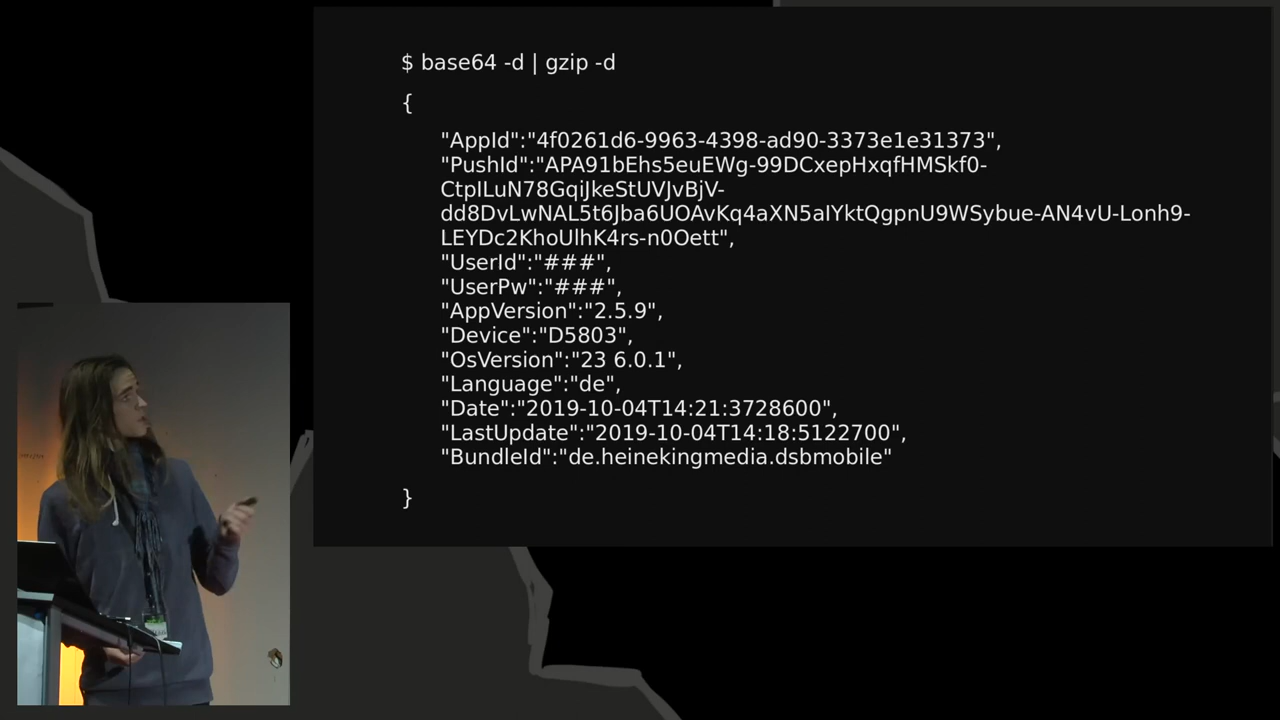 $ base64 -d | gzip -d
{
"AppId":"4f0261d6-9963-4398-ad90-3373e1e31373",
"PushId":"APA91bEhs5euEWg-99DCxepHxqfHMSkf0-
CtpILuN78GqiJkeStUVJvBjV-
dd8DvLwNAL5t6Jba6UOAvKq4aXN5aIYktQgpnU9WSybue-AN4vU-Lonh9-
LEYDc2KhoUlhK4rs-n0Oett",
"UserId":"###",
"UserPw":"###",
"AppVersion":"2.5.9",
"Device":"D5803",
"OsVersion":"23 6.0.1",
"Language":"de",
"Date":"2019-10-04T14:21:3728600",
"LastUpdate":"2019-10-04T14:18:5122700",
"BundleId":"de.heinekingmedia.dsbmobile"
}